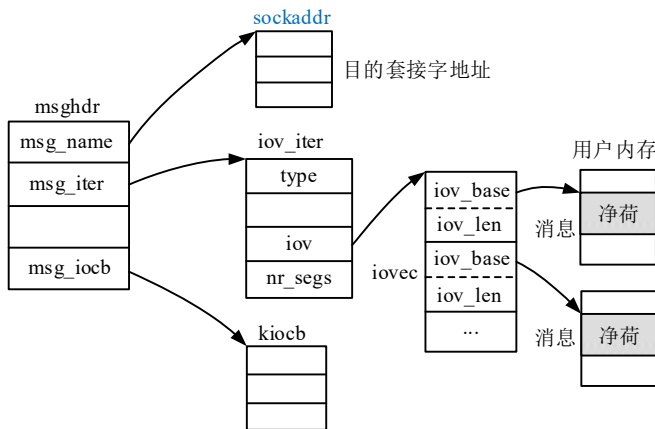 sockaddr
目的套接字地址
msghdr
msg_name
msg_iter
msg_iocb
iov_iter
type
iov
nr_segs
kiocb
iovec
iov_base
iov_len
iov_base
iov_len
...
用户内存
消息
净荷
消息
净荷